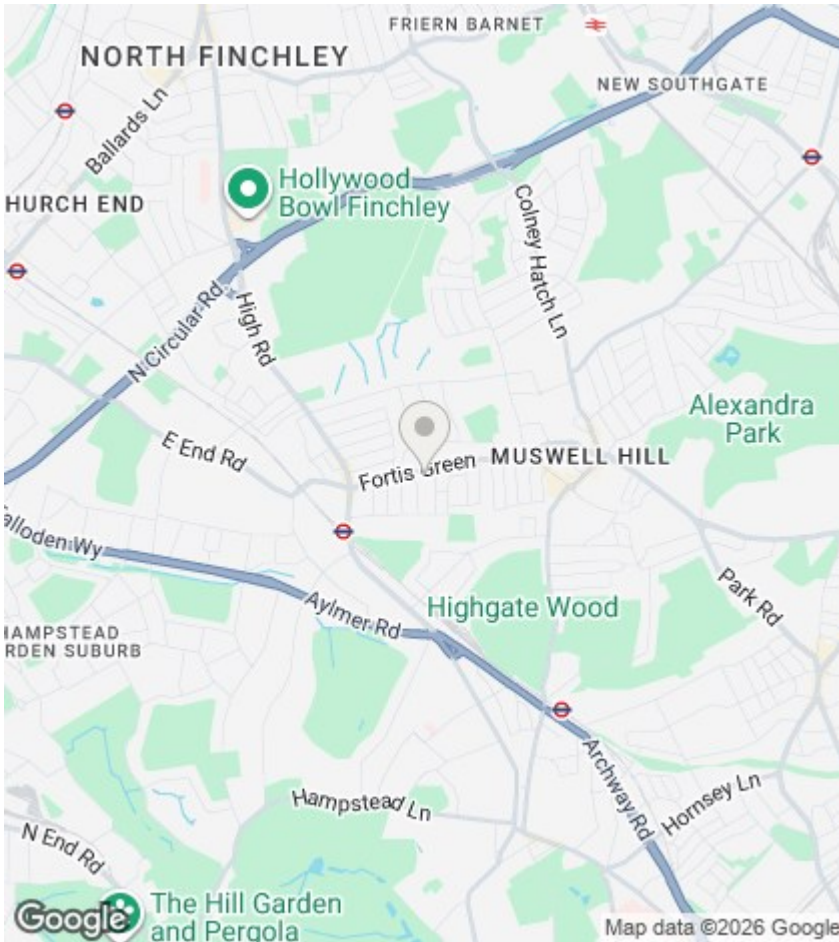 FRIERN BARNET
NORTH FINCHLEY
NEW SOUTHGATE
Ballards Ln
Hollywood
Bowl Finchley
HURCH END
Colney Hatch Ln
N Circular Rd
High Rd
Alexandra
Park
E End Rd
Fortis Green
MUSWELL HILL
Falloden Wy
Aylmer Rd
Highgate Wood
Park Rd
HAMPSTEAD
RDEN SUBURB
Archway Rd
Hornsey Ln
Hampstead Ln
N End Rd
The Hill Garden
and Pergola
Google
Map data ©2026 Google